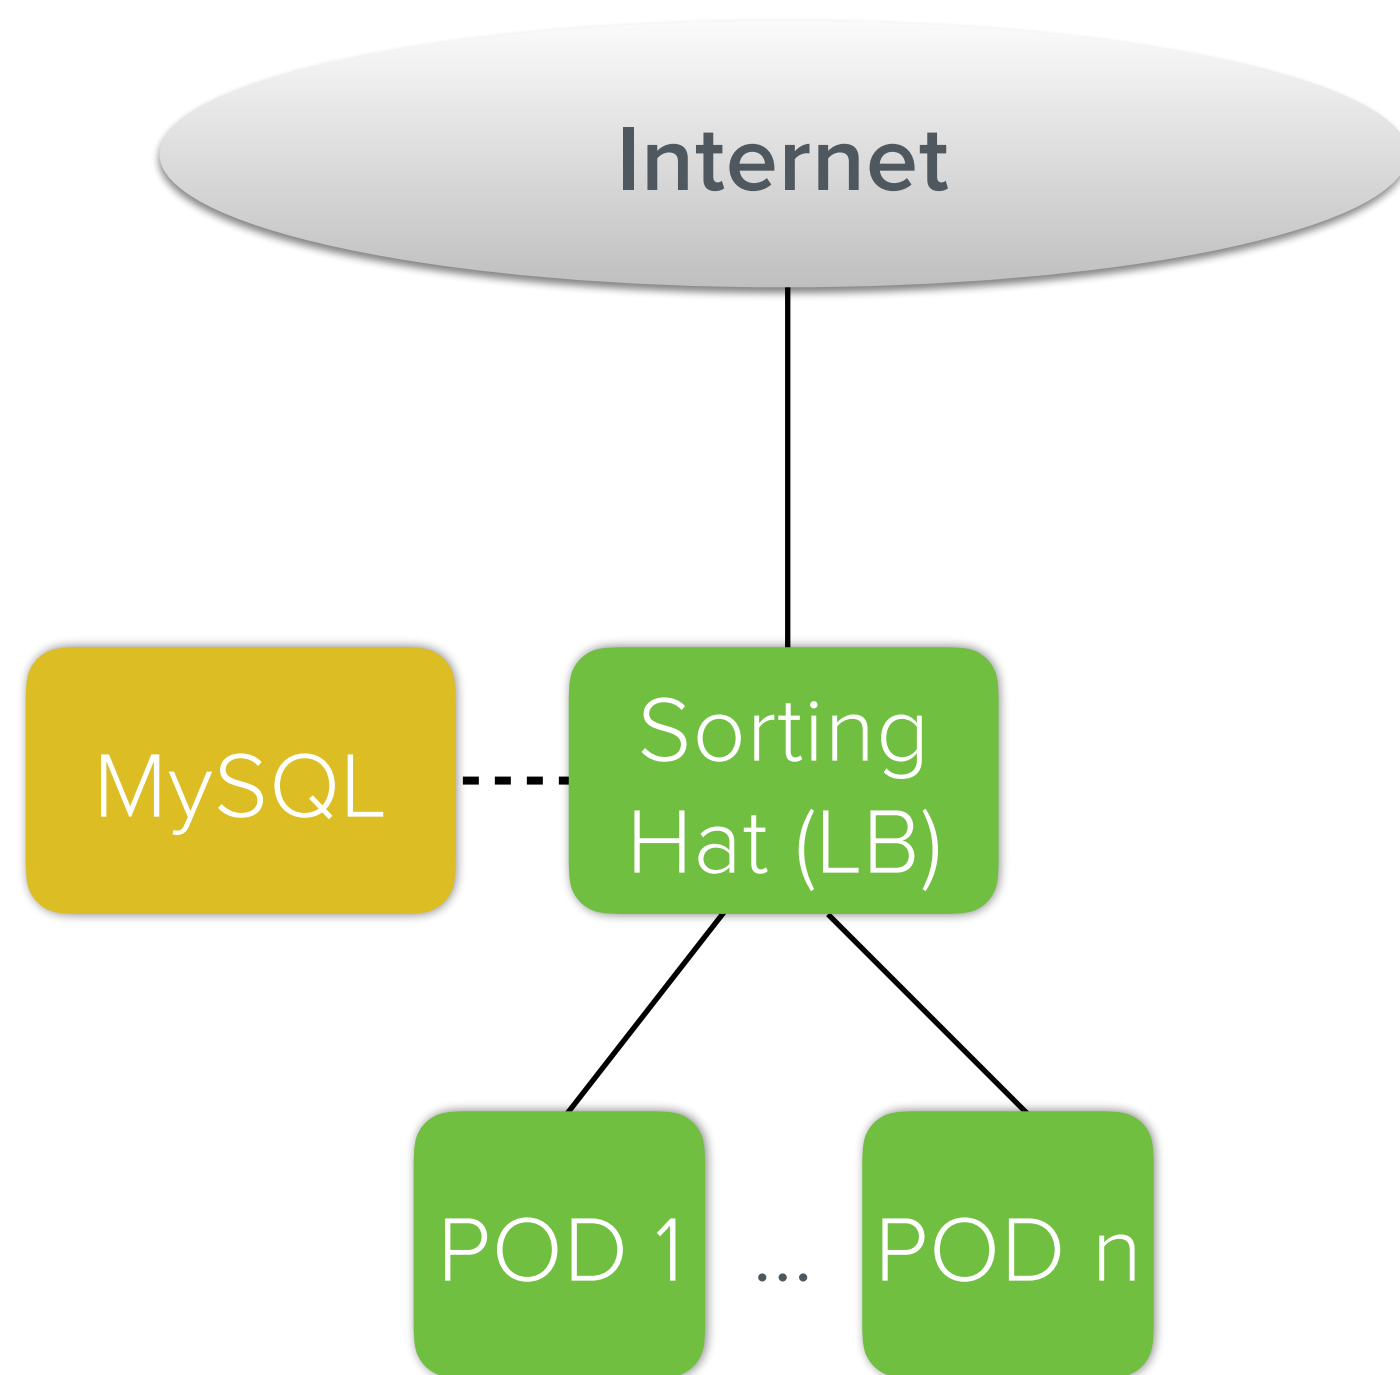 Internet
MySQL
Sorting
Hat (LB)
POD 1
...
POD n